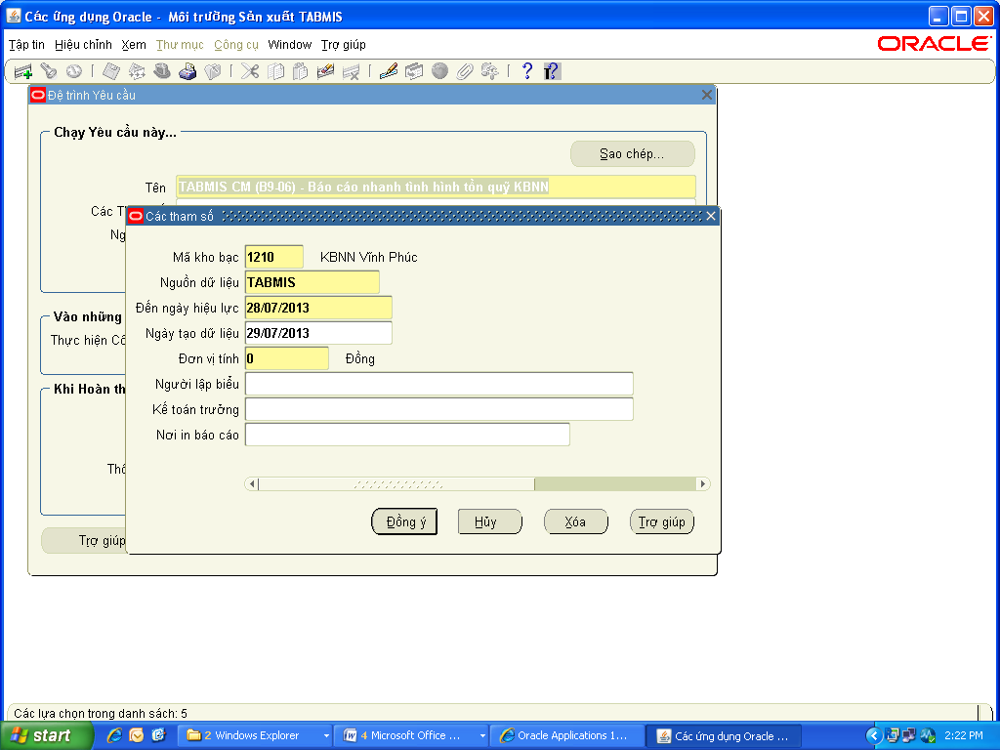 Các ứng dụng Oracle - Môi trường Sản xuất TABMIS
Tập tin Hiệu chỉnh Xem Thư mục Công cụ Window Trợ giúp
ORACLE
Đệ trình Yêu cầu
Chạy Yêu cầu này...
Sao chép...
Tên TABMIS CM (B9-06) - Báo cáo nhanh tình hình tồn quỹ KBNN
Các T
Ng
Các tham số
Mã kho bạc 1210 KBNN Vĩnh Phúc
Nguồn dữ liệu TABMIS
Đến ngày hiệu lực 28/07/2013
Ngày tạo dữ liệu 29/07/2013
Đơn vị tính 0 Đồng
Người lập biểu
Kế toán trưởng
Nơi in báo cáo
Vào những
Thực hiện Cô
Khi Hoàn th
Thô
Đồng ý Hủy Xóa Trợ giúp
Trợ giúp
Các lựa chọn trong danh sách: 5
start 2 Windows Explorer 4 Microsoft Office ... Oracle Applications 1... Các ứng dụng Oracle ... 2:22 PM